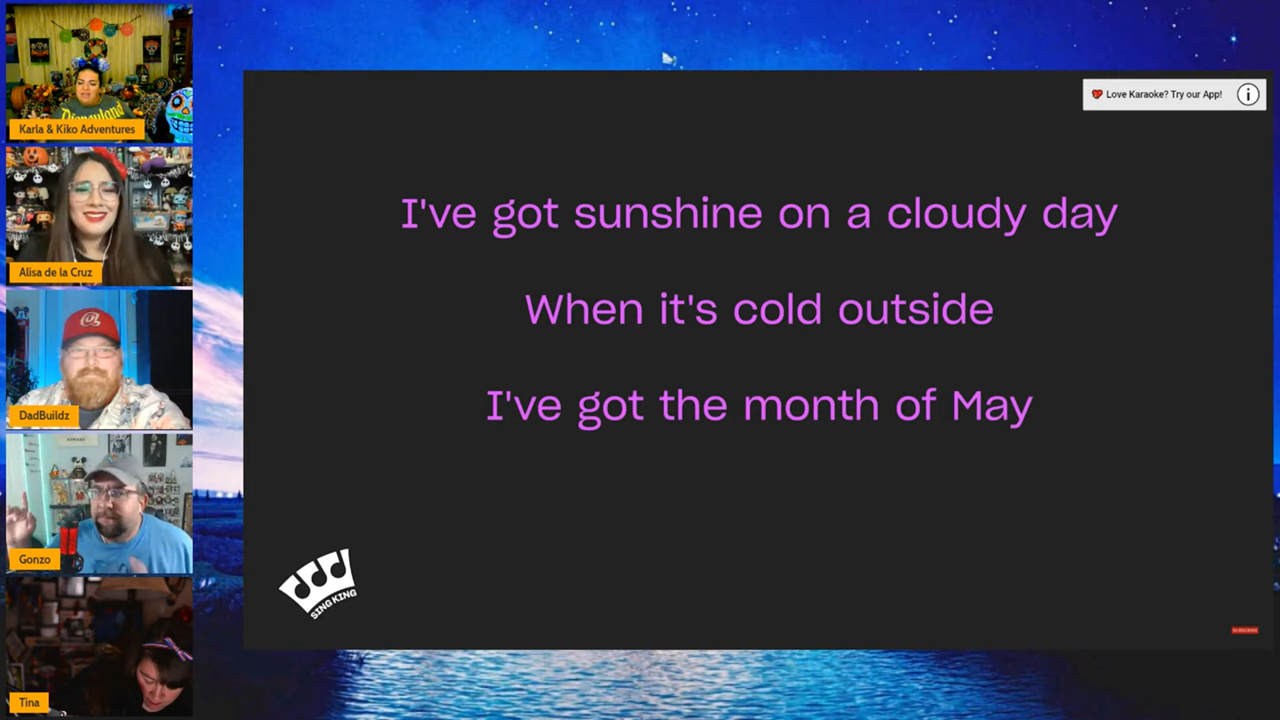 Disneyland
Karla & Kiko Adventures
Alisa de la Cruz
DadBuildz
Gonzo
Tina
Love Karaoke? Try our App!
I've got sunshine on a cloudy day
When it's cold outside
I've got the month of May
SING KING